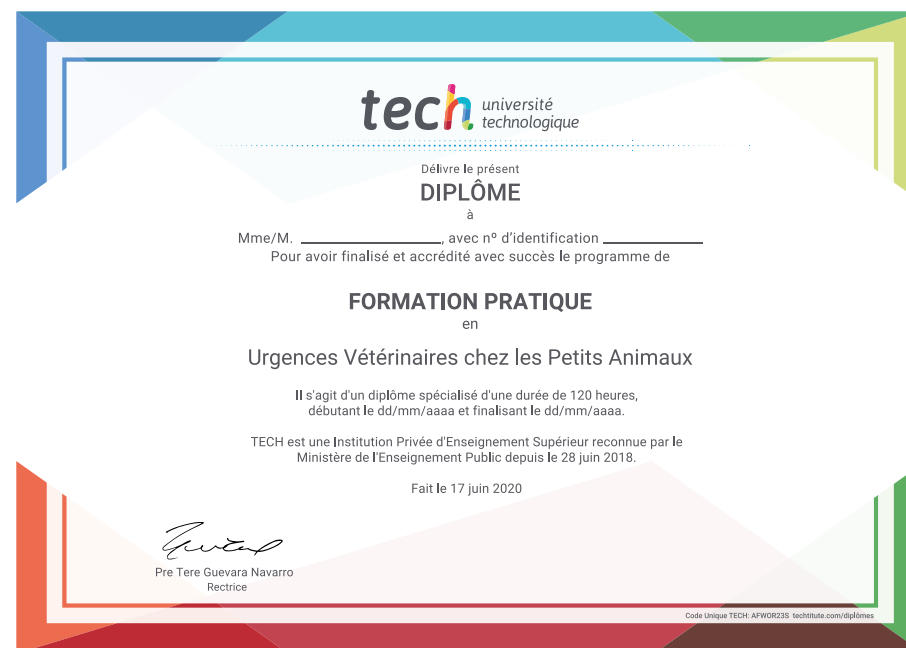 tech université
technologique
Délivre le présent
DIPLÔME
à
Mme/M. ____________________, avec nº d'identification ______________
Pour avoir finalisé et accrédité avec succès le programme de
FORMATION PRATIQUE
en
Urgences Vétérinaires chez les Petits Animaux
Il s'agit d'un diplôme spécialisé d'une durée de 120 heures,
débutant le dd/mm/aaaa et finalisant le dd/mm/aaaa.
TECH est une Institution Privée d'Enseignement Supérieur reconnue par le
Ministère de l'Enseignement Public depuis le 28 juin 2018.
Fait le 17 juin 2020
Pre Tere Guevara Navarro
Rectrice
Code Unique TECH: AFWOR23S techtitute.com/diplômes